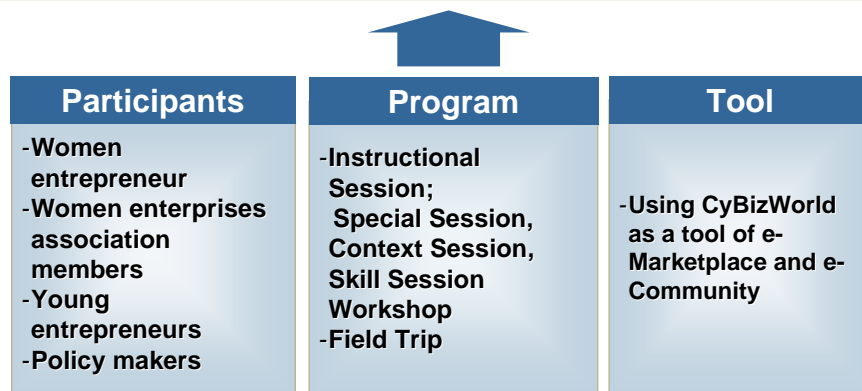 Participants
-Women
entrepreneur
-Women enterprises
association
members
-Young
entrepreneurs
-Policy makers
Program
-Instructional
Session;
Special Session,
Context Session,
Skill Session
Workshop
-Field Trip
Tool
-Using CyBizWorld
as a tool of e-
Marketplace and e-
Community